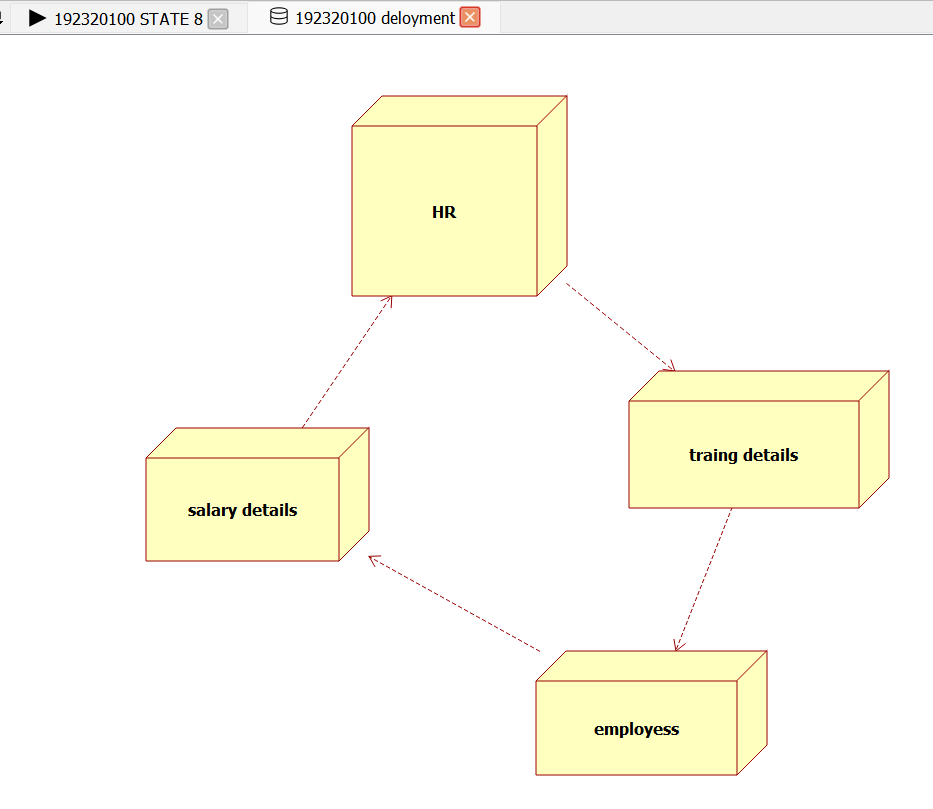 192320100 STATE 8
192320100 deloyment
HR
traing details
salary details
employess